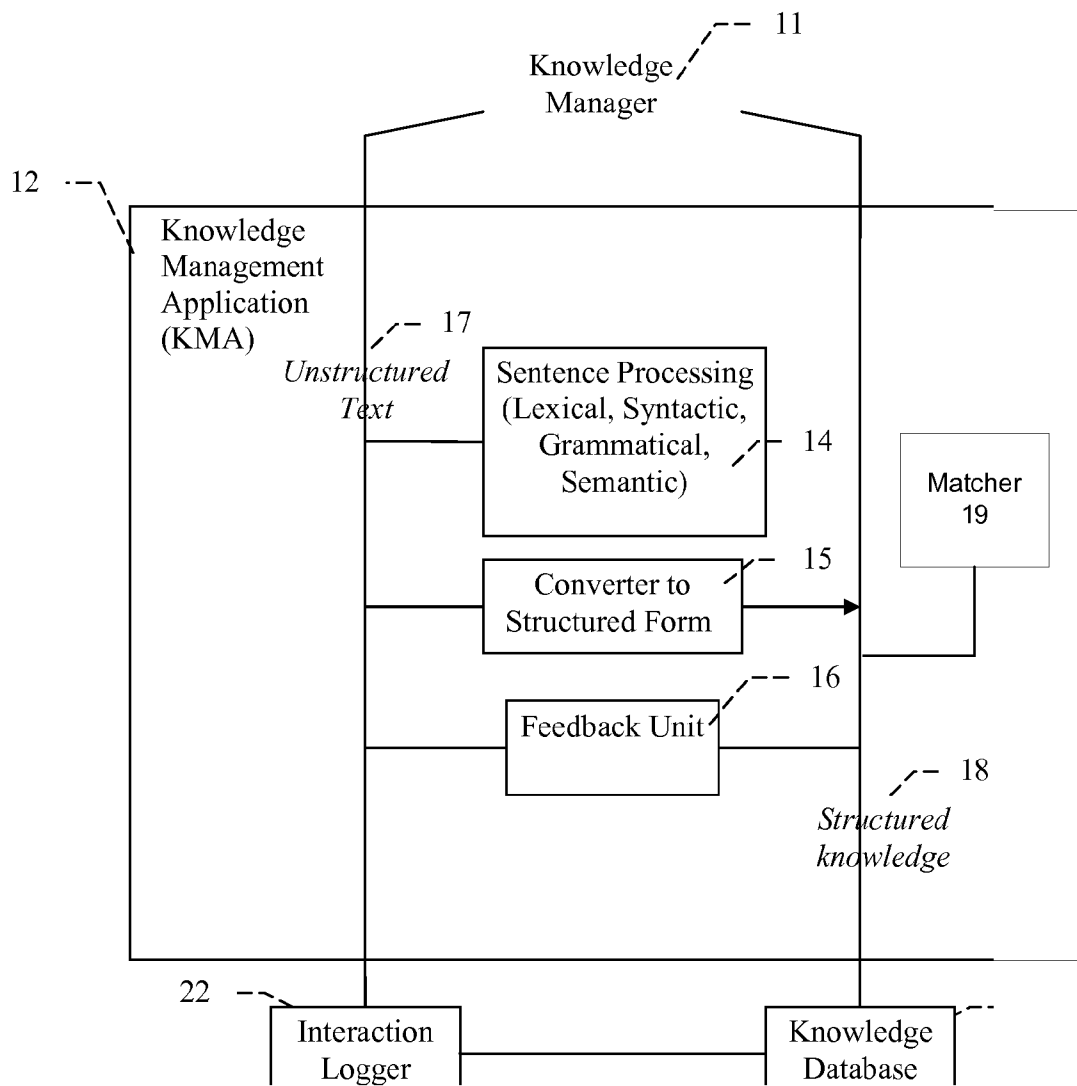 11
Knowledge
Manager
12
Knowledge
Management
Application
(KMA)
17
Unstructured
Text
Sentence Processing
(Lexical, Syntactic,
Grammatical,
Semantic)
14
Matcher
19
Converter to
Structured Form
15
Feedback Unit
16
18
Structured
knowledge
22
Interaction
Logger
Knowledge
Database